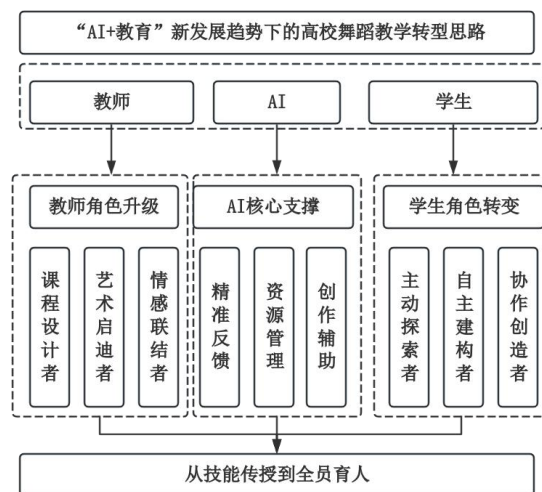 “AI+教育”新发展趋势下的高校舞蹈教学转型思路
教师
AI
学生
教师角色升级
课程设计者
艺术启迪者
情感联结者
AI核心支撑
精准反馈
资源管理
创作辅助
学生角色转变
主动探索者
自主建构者
协作创造者
从技能传授到全员育人